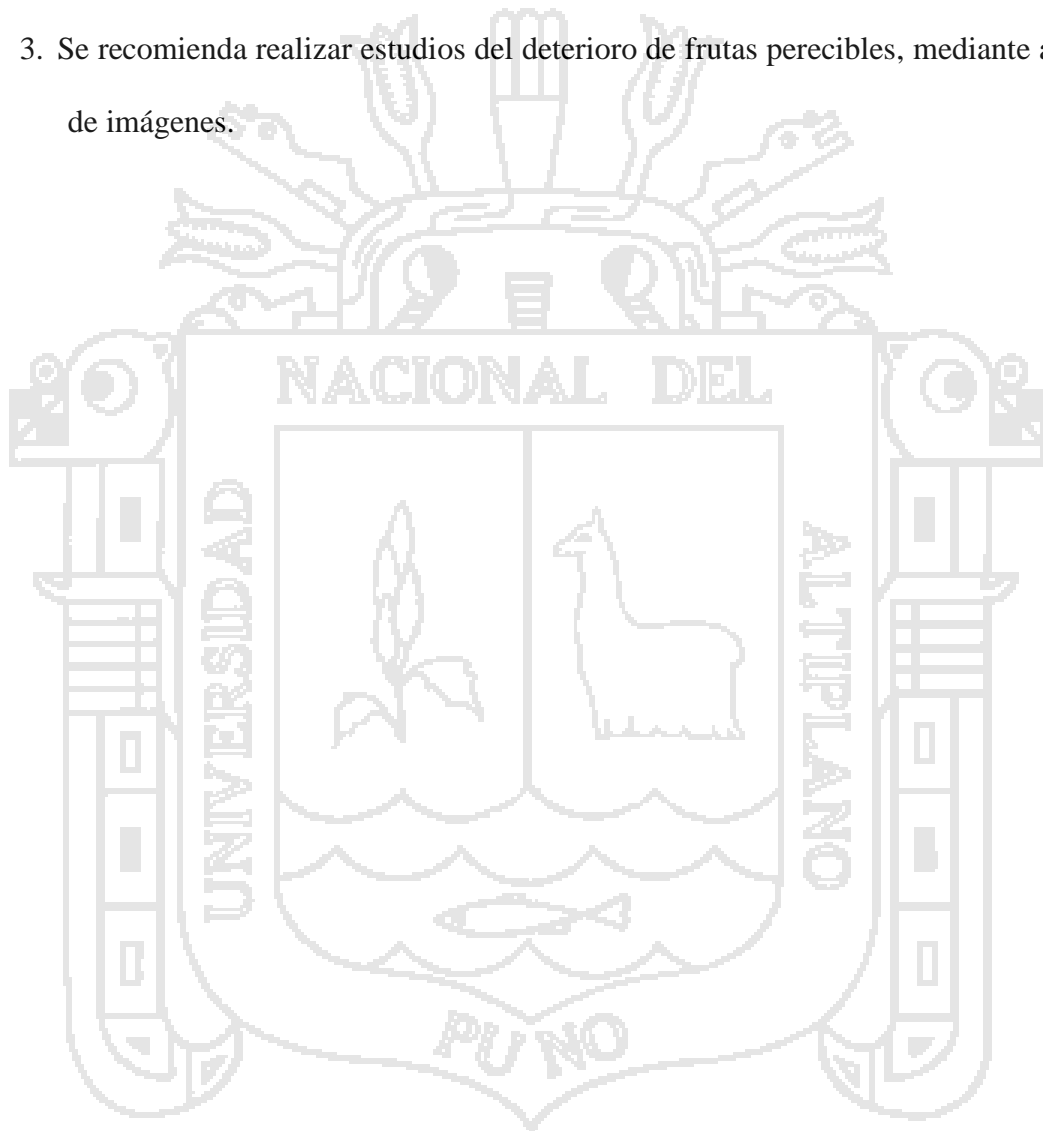 3. Se recomienda realizar estudios del deterioro de frutas perecibles, mediante a
de imágenes.
NACIONAL DEL
UNIVERSIDAD
ALTIPLANO
PUNO